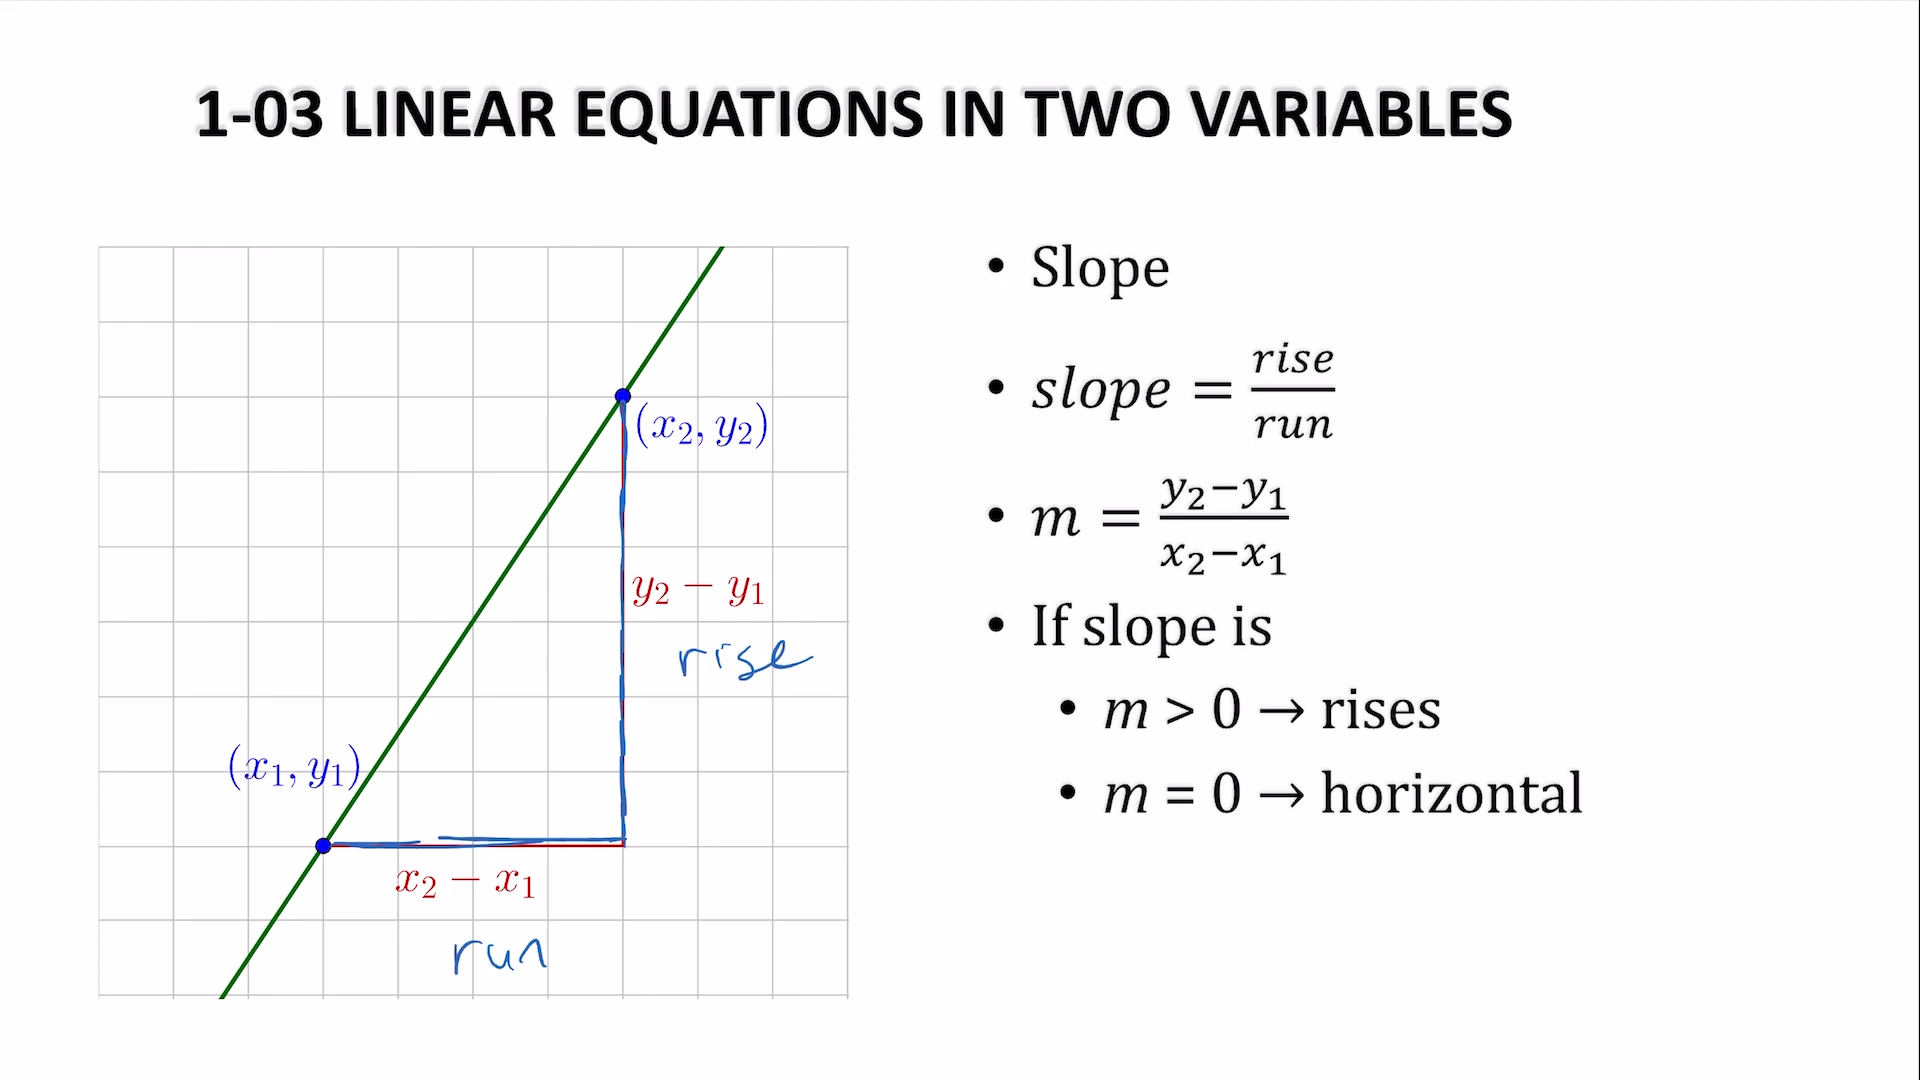 1-03 LINEAR EQUATIONS IN TWO VARIABLES
(x₂, y₂)
y₂ − y₁
rise
(x₁, y₁)
x₂ − x₁
run
• Slope
• slope = rise/run
• m = y₂−y₁/x₂−x₁
• If slope is
• m > 0 → rises
• m = 0 → horizontal